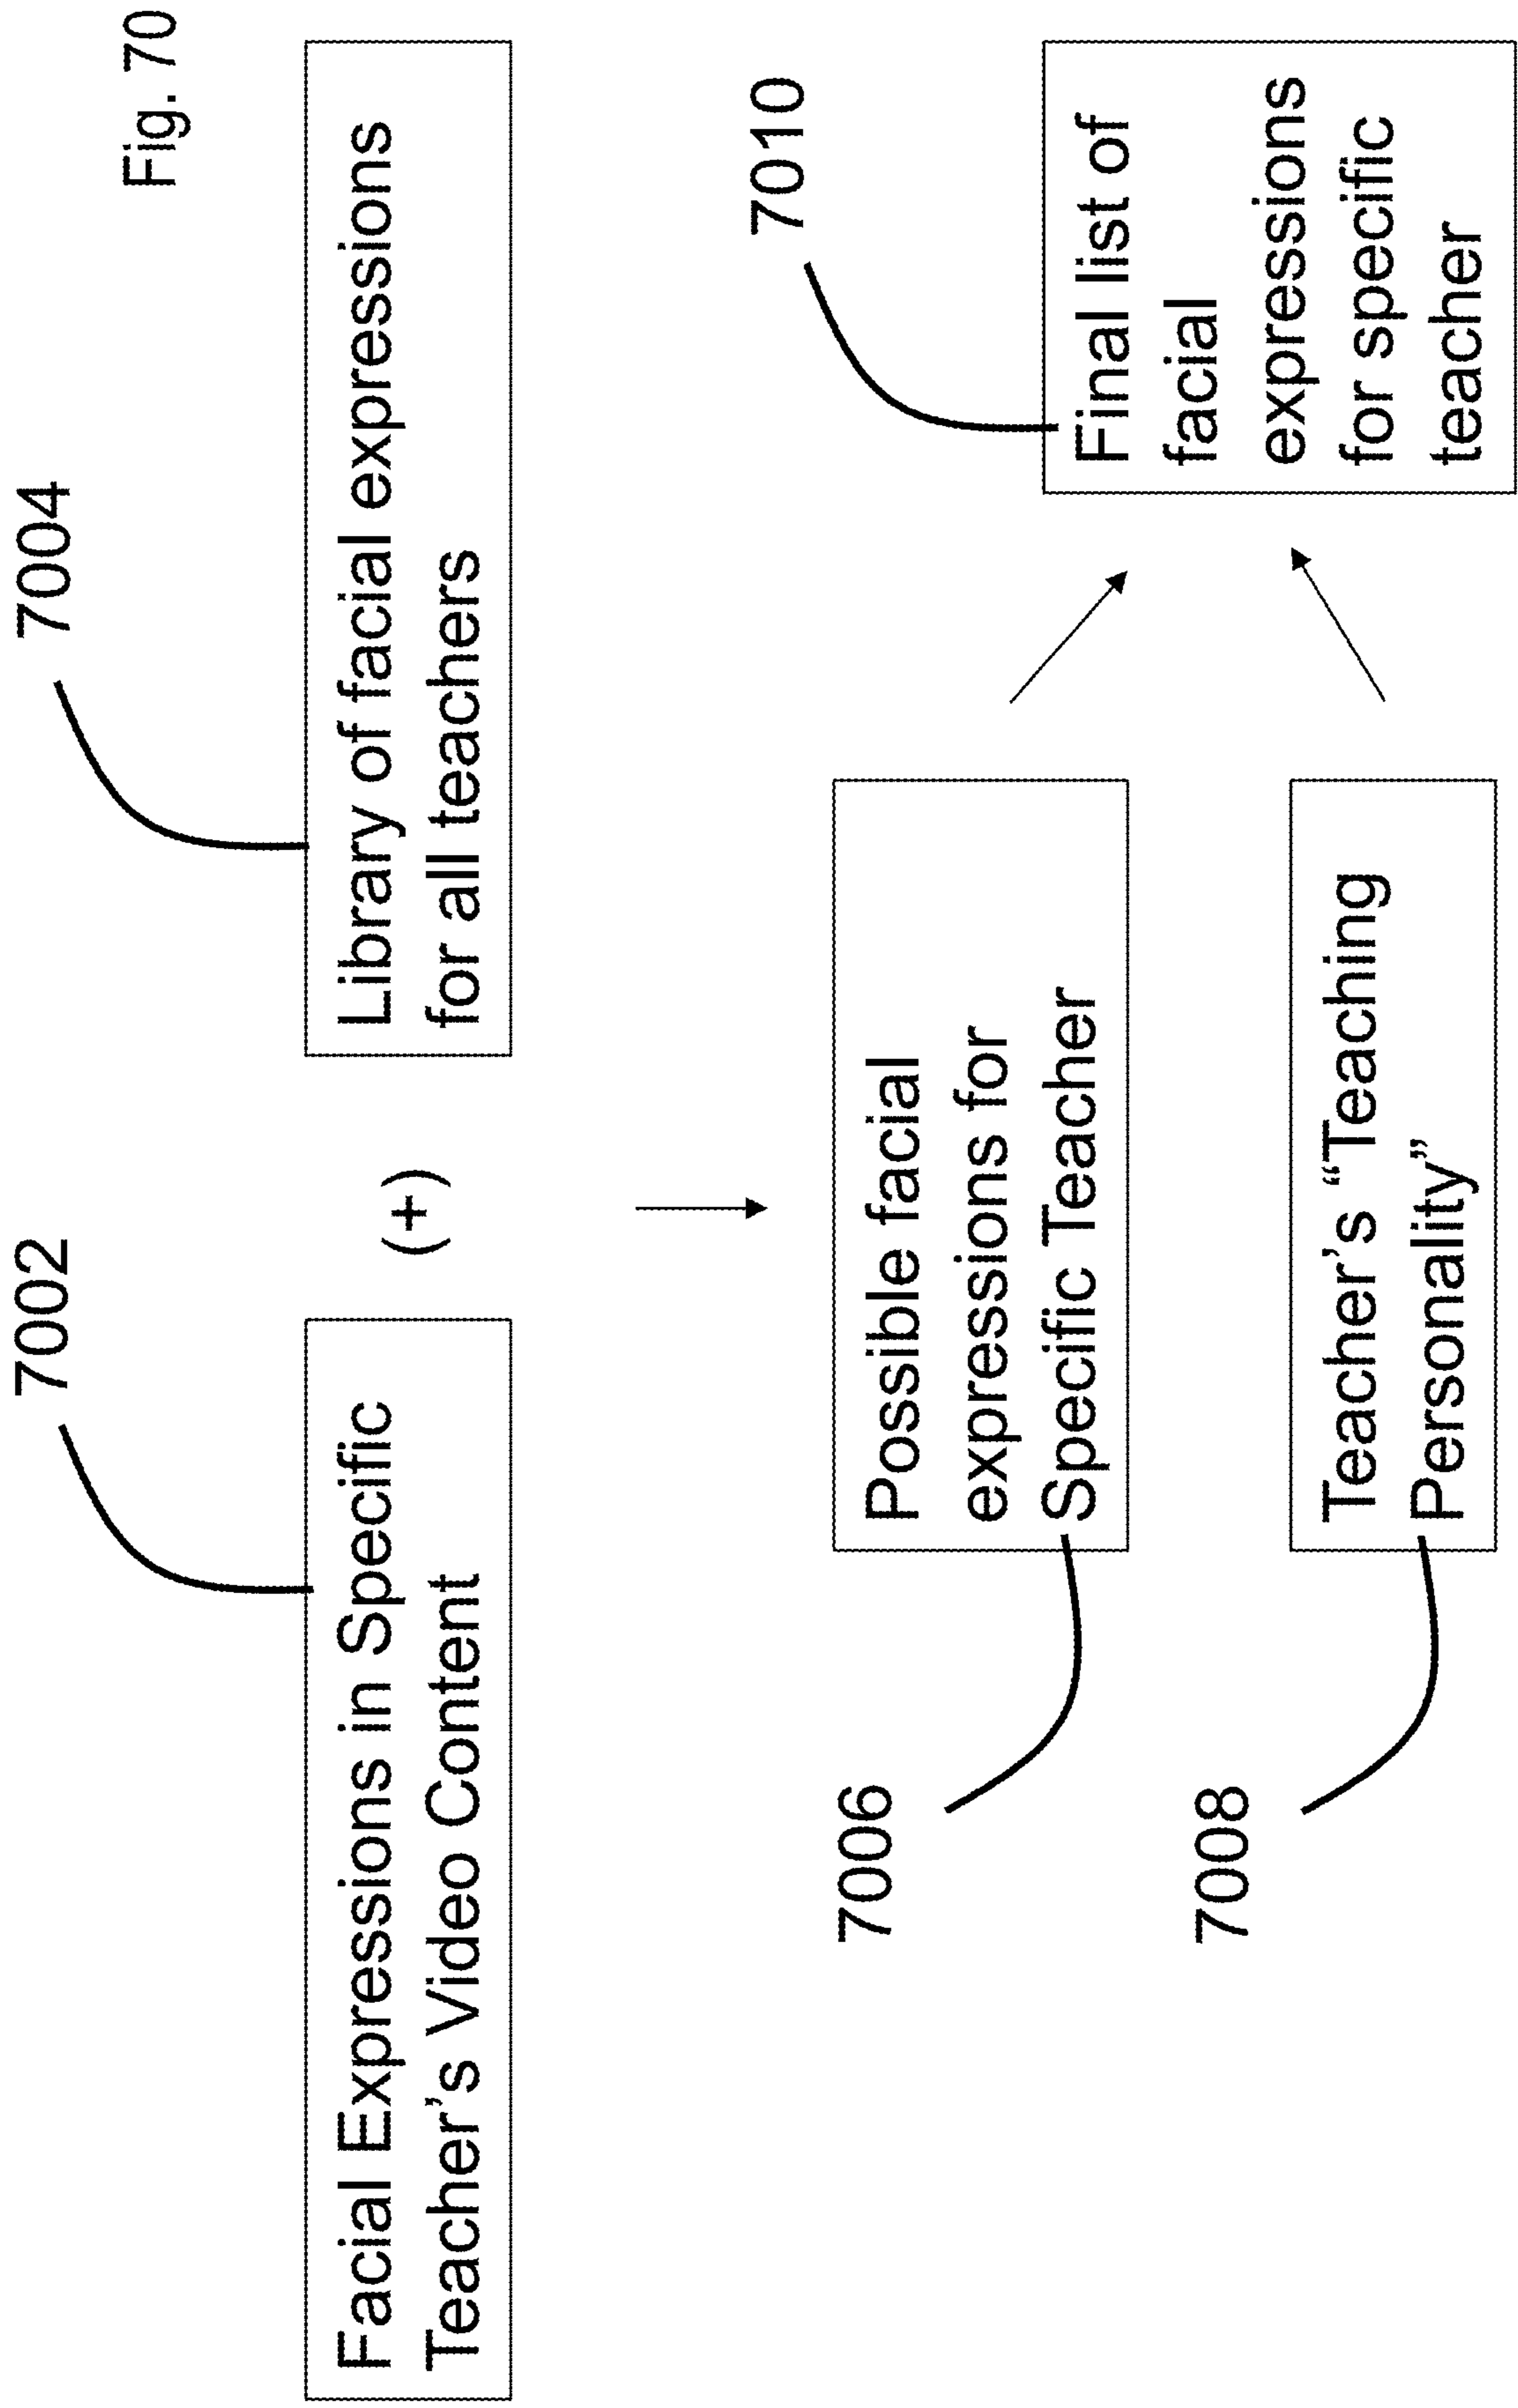 Fig. 70
7002
7004
Facial Expressions in Specific
Teacher’s Video Content
(+)
Library of facial expressions
for all teachers
7006
Possible facial
expressions for
Specific Teacher
7008
Teacher’s “Teaching
Personality”
7010
Final list of
facial
expressions
for specific
teacher